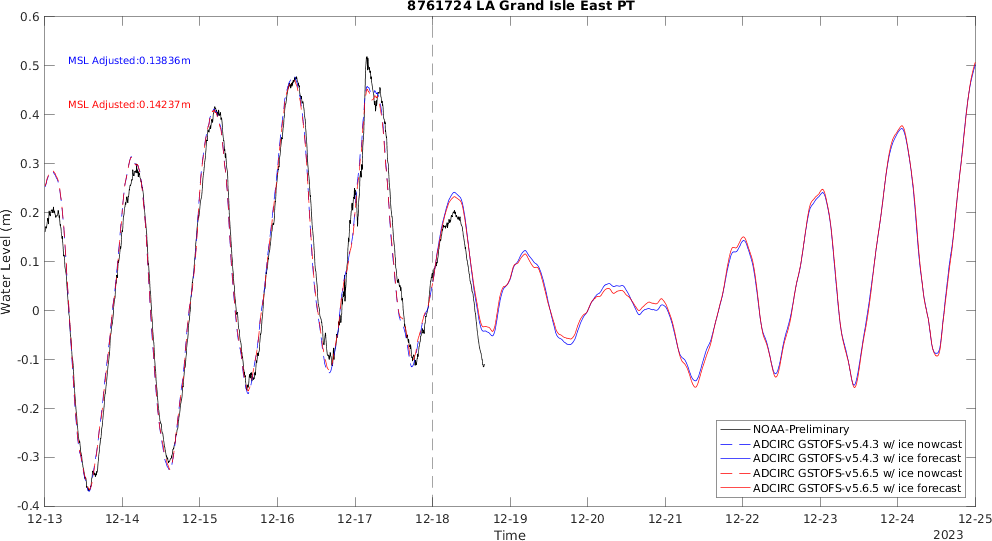 8761724 LA Grand Isle East PT
0.6
0.5
0.4
0.3
0.2
0.1
0
-0.1
-0.2
-0.3
-0.4
Water Level (m)
MSL Adjusted:0.13836m
MSL Adjusted:0.14237m
NOAA-Preliminary
ADCIRC GSTOFS-v5.4.3 w/ ice nowcast
ADCIRC GSTOFS-v5.4.3 w/ ice forecast
ADCIRC GSTOFS-v5.6.5 w/ ice nowcast
ADCIRC GSTOFS-v5.6.5 w/ ice forecast
12-13 12-14 12-15 12-16 12-17 12-18 12-19 12-20 12-21 12-22 12-23 12-24 12-25
Time
2023